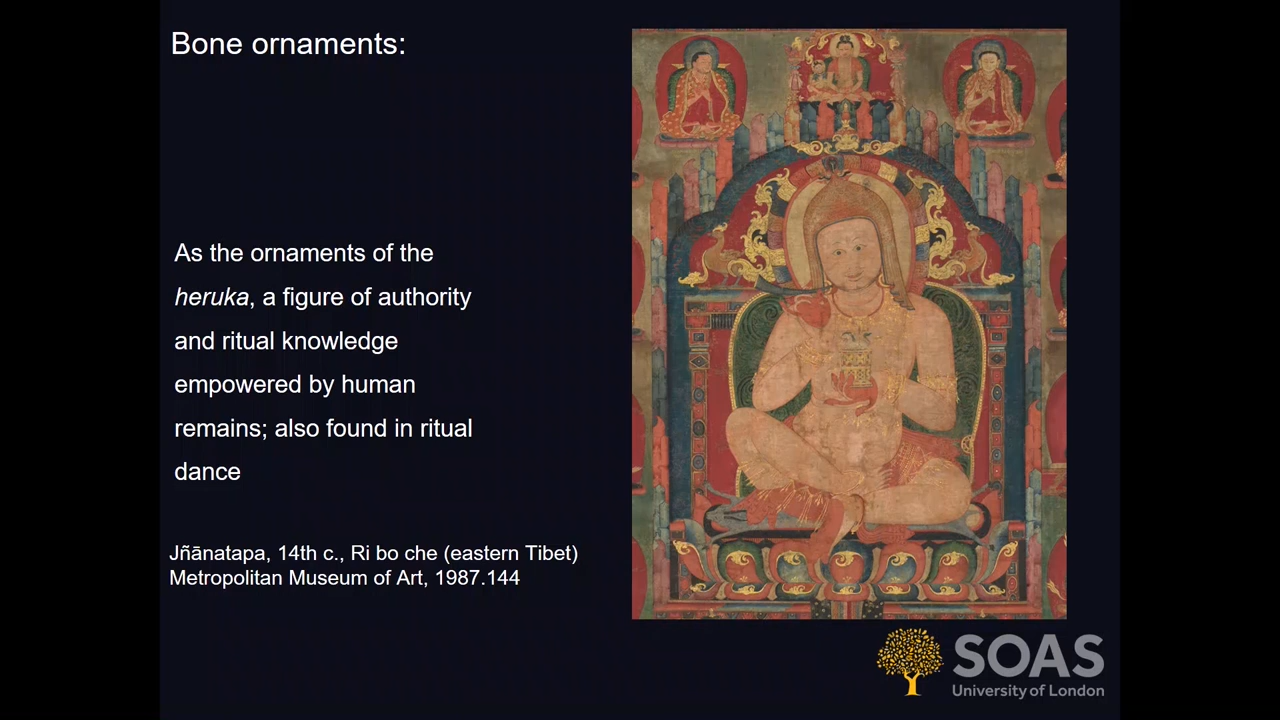 Bone ornaments:
As the ornaments of the
heruka, a figure of authority
and ritual knowledge
empowered by human
remains; also found in ritual
dance
Jñānatapa, 14th c., Ri bo che (eastern Tibet)
Metropolitan Museum of Art, 1987.144
SOAS
University of London